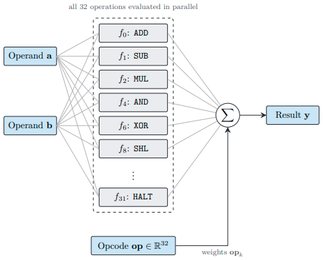 all 32 operations evaluated in parallel
f₀: ADD
Operand a
f₁: SUB
f₂: MUL
f₄: AND
Operand b
f₆: XOR
f₈: SHL
⋮
f₃₁: HALT
∑
Result y
Opcode op ∈ ℝ³²
weights opₖ